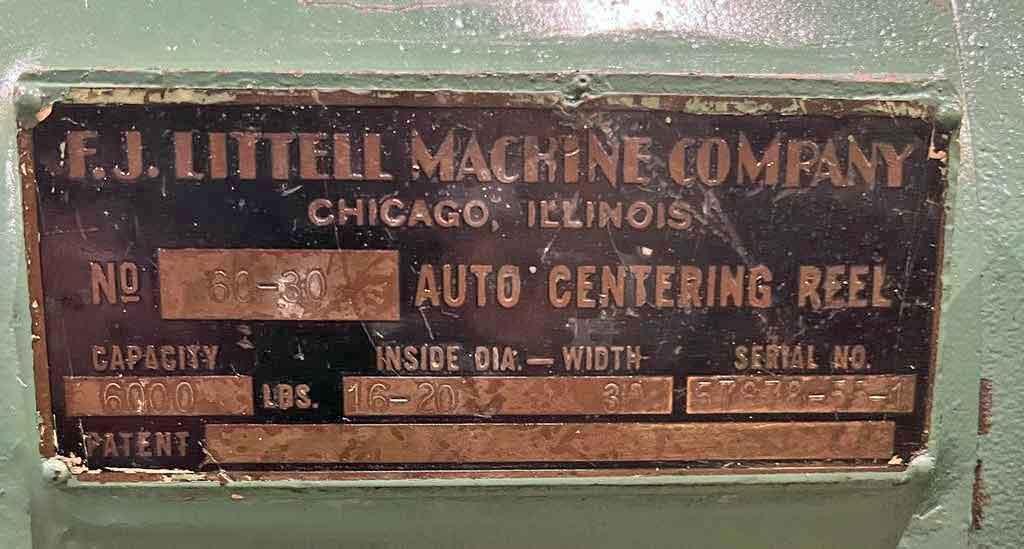 F.J. LITTELL MACHINE COMPANY
CHICAGO, ILLINOIS
NO 60-30 AUTO CENTERING REEL
CAPACITY INSIDE DIA.— WIDTH SERIAL NO.
6000 LBS. 16-20
PATENT